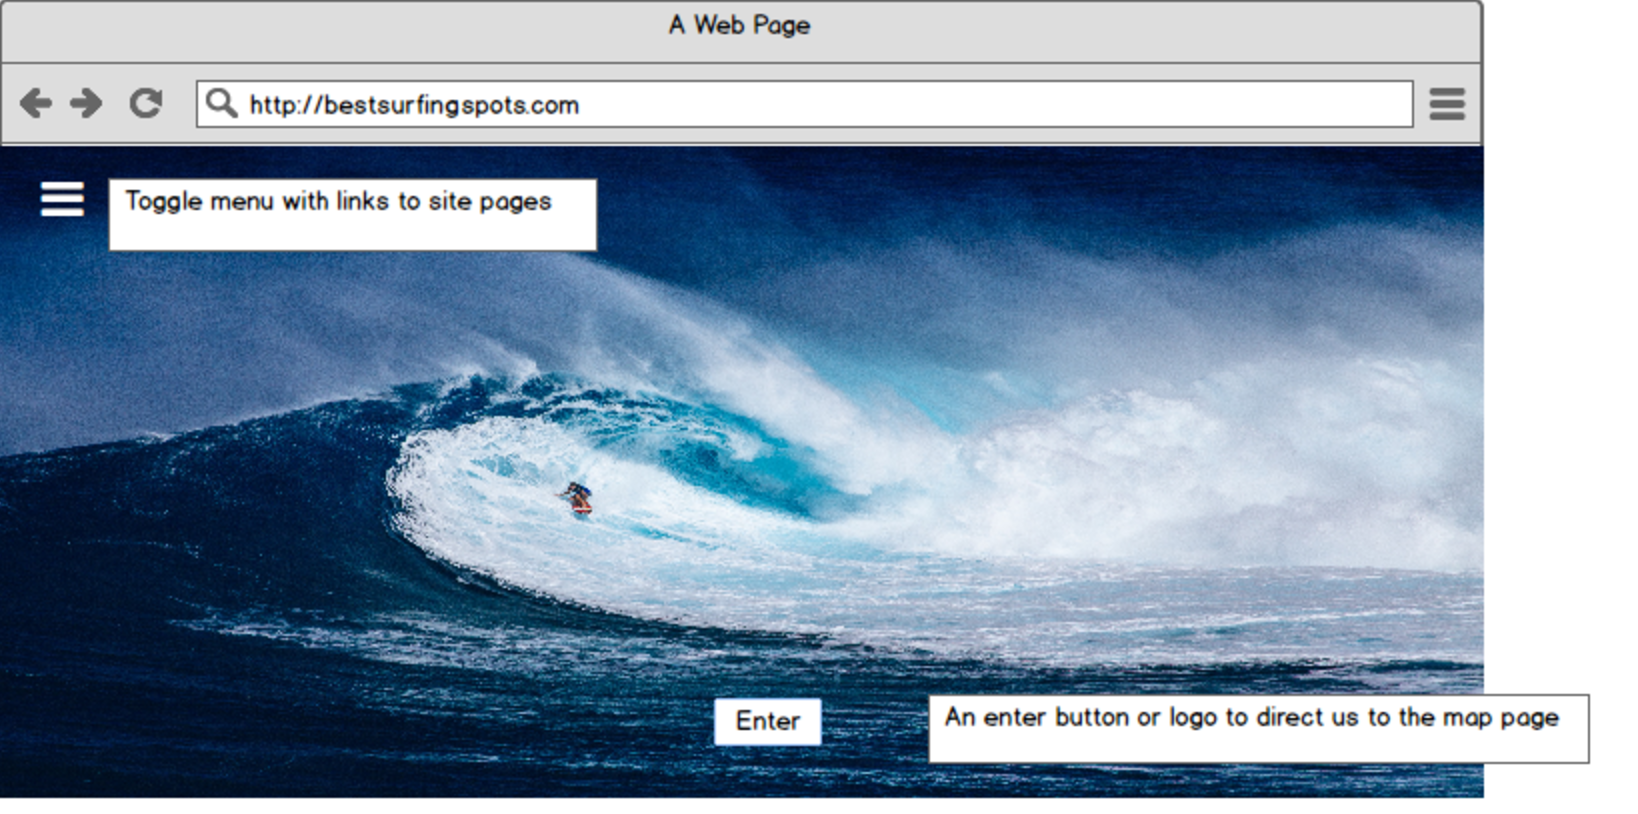 A Web Page
http://bestsurfingspots.com
Toggle menu with links to site pages
Enter
An enter button or logo to direct us to the map page